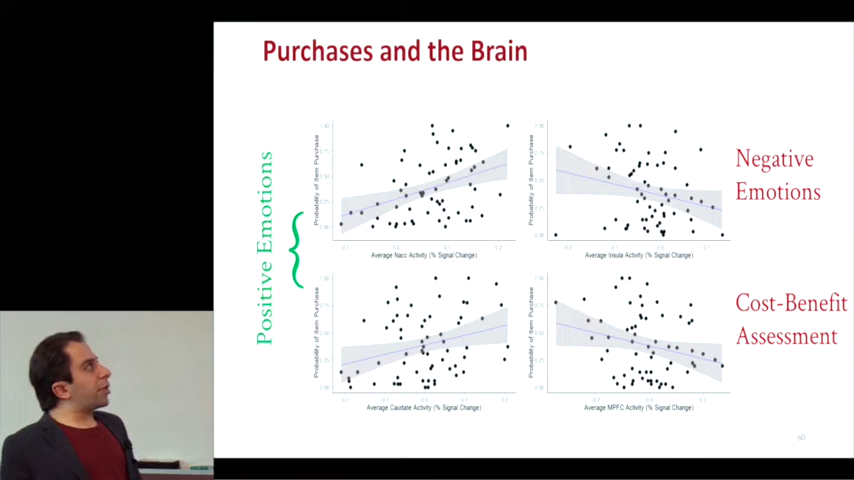 Purchases and the Brain
Positive Emotions
{
Probability of Item Purchase
Average Nacc Activity (% Signal Change)
Probability of Item Purchase
Average Insula Activity (% Signal Change)
Negative
Emotions
Probability of Item Purchase
Average Caudate Activity (% Signal Change)
Probability of Item Purchase
Average MPFC Activity (% Signal Change)
Cost-Benefit
Assessment
60